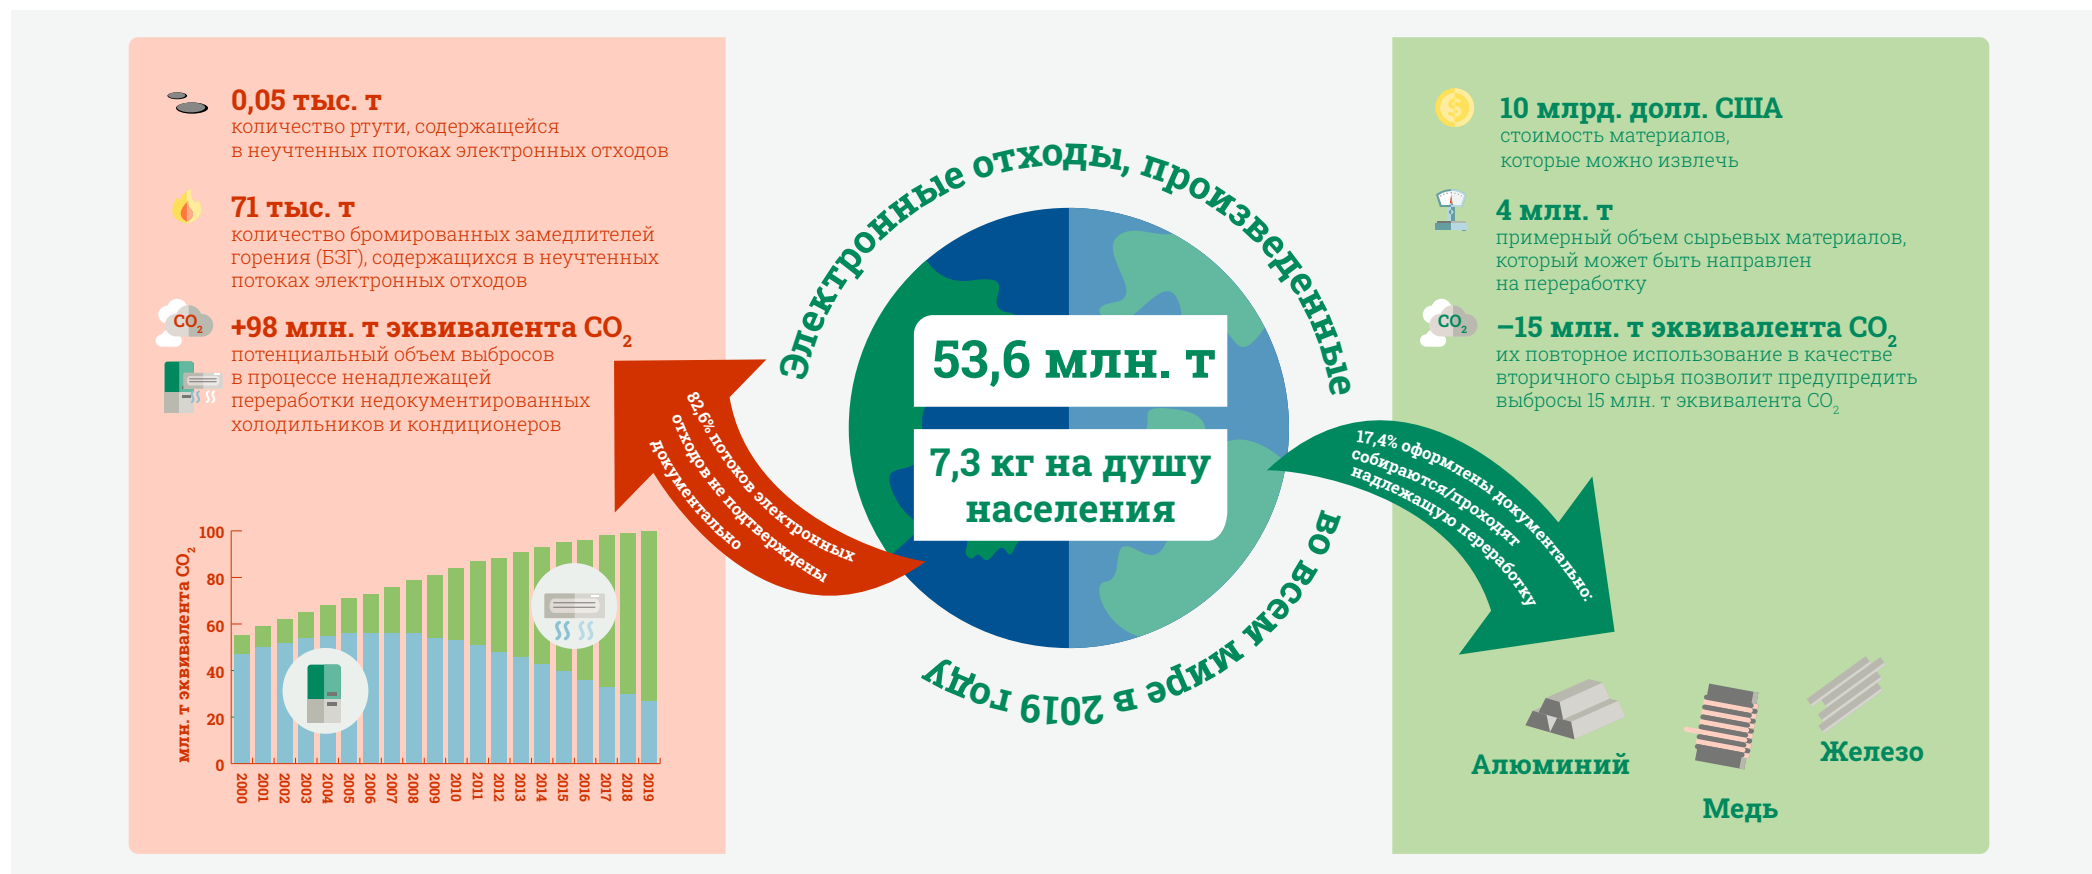 0,05 тыс. т
количество ртути, содержащейся
в неучтенных потоках электронных отходов
71 тыс. т
количество бромированных замедлителей
горения (БЗГ), содержащихся в неучтенных
потоках электронных отходов
CO2
+98 млн. т эквивалента CO2
потенциальный объем выбросов
в процессе ненадлежащей
переработки недокументированных
холодильников и кондиционеров
млн. т эквивалента CO2
100
80
60
40
20
0
2000
2001
2002
2003
2004
2005
2006
2007
2008
2009
2010
2011
2012
2013
2014
2015
2016
2017
2018
2019
82,6% потоков электронных
отходов не подтверждены
документально
Электронные отходы, произведенные
53,6 млн. т
7,3 кг на душу
населения
во всем мире в 2019 году
17,4% оформлены документально:
собираются/проходят
надлежащую переработку
10 млрд. долл. США
стоимость материалов,
которые можно извлечь
4 млн. т
примерный объем сырьевых материалов,
который может быть направлен
на переработку
CO2
–15 млн. т эквивалента CO2
их повторное использование в качестве
вторичного сырья позволит предупредить
выбросы 15 млн. т эквивалента CO2
Алюминий
Медь
Железо